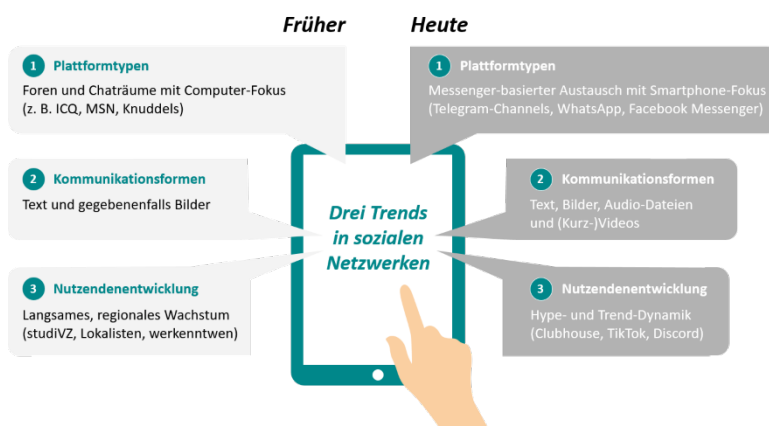 Früher
Heute
1 Plattformtypen
Foren und Chaträume mit Computer-Fokus
(z. B. ICQ, MSN, Knuddels)
1 Plattformtypen
Messenger-basierter Austausch mit Smartphone-Fokus
(Telegram-Channels, WhatsApp, Facebook Messenger)
2 Kommunikationsformen
Text und gegebenenfalls Bilder
2 Kommunikationsformen
Text, Bilder, Audio-Dateien
und (Kurz-)Videos
Drei Trends
in sozialen
Netzwerken
3 Nutzendenentwicklung
Langsames, regionales Wachstum
(studiVZ, Lokalisten, werkenntwen)
3 Nutzendenentwicklung
Hype- und Trend-Dynamik
(Clubhouse, TikTok, Discord)